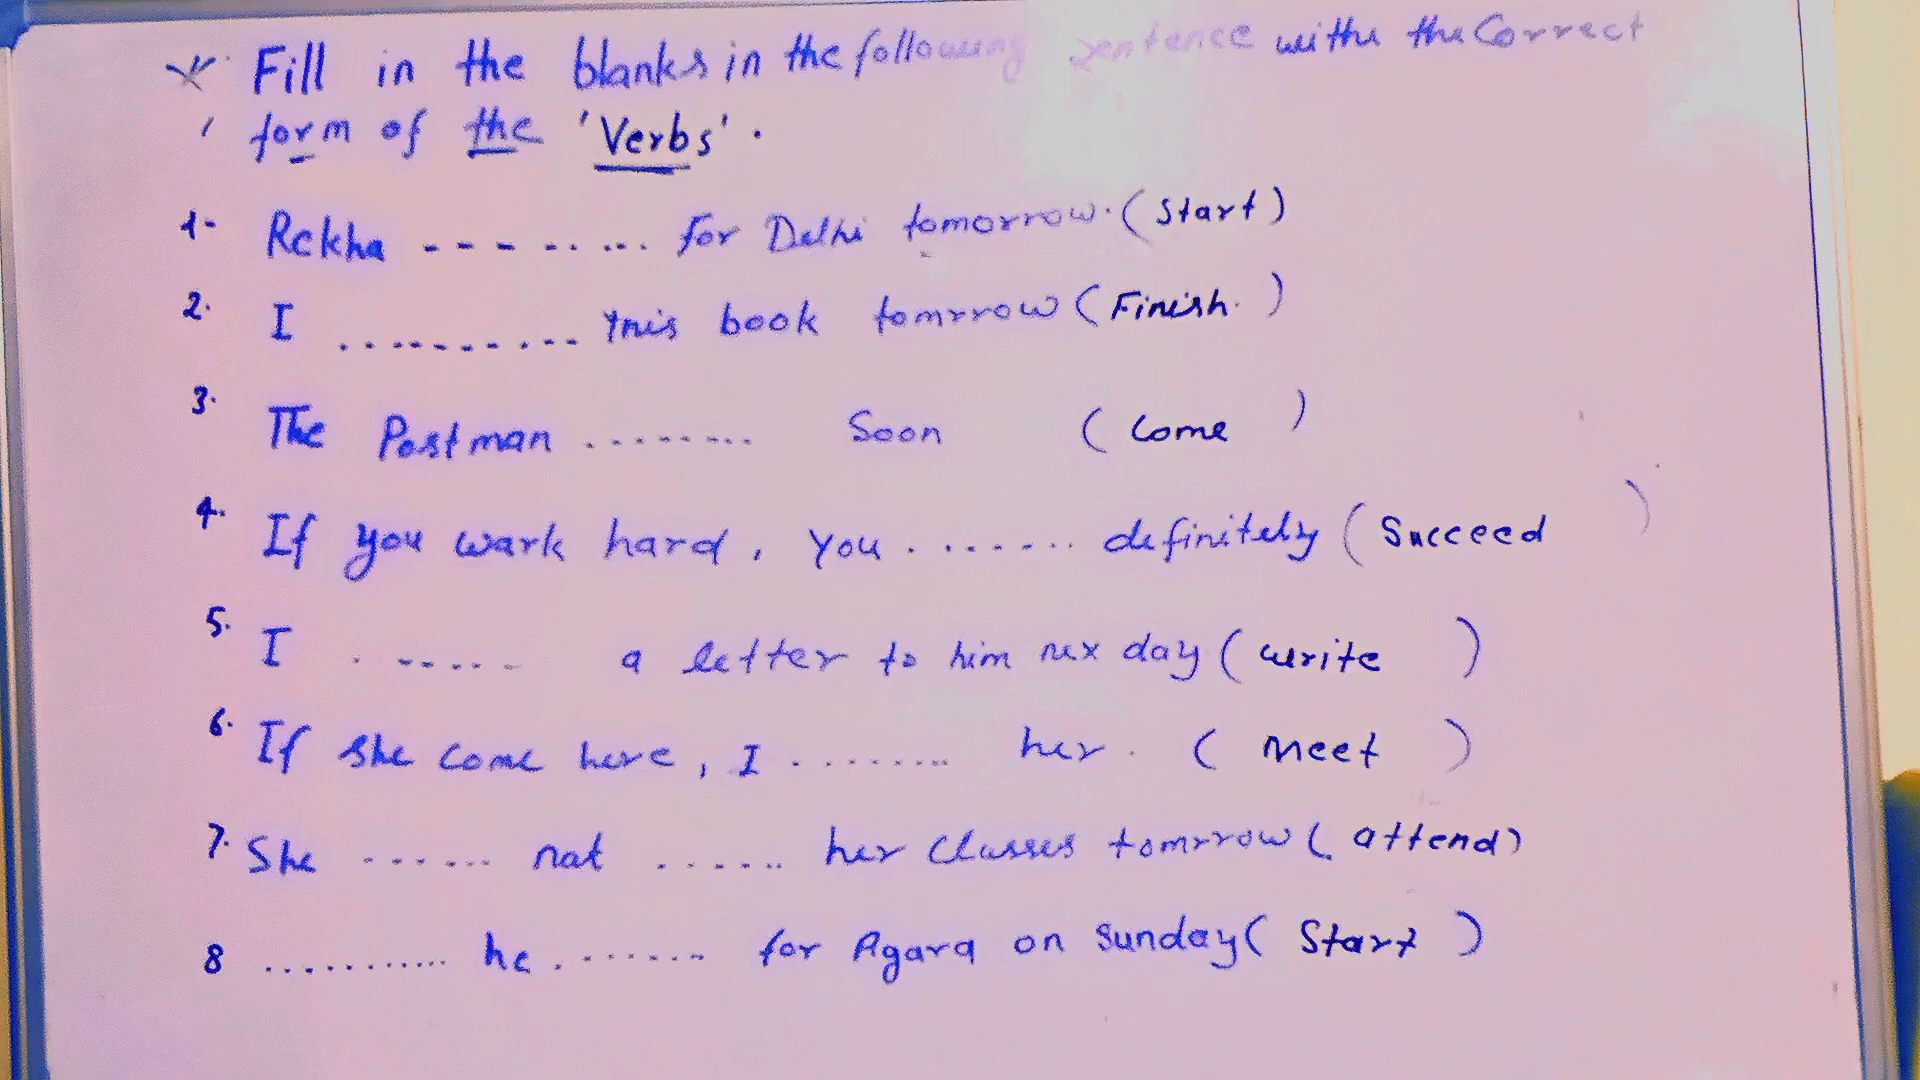 * Fill in the blanks in the following sentence withe the Correct
form of the 'Verbs'.
1- Rekha --------- for Delhi tomorrow. (Start)
2. I .......... this book tomrrow (Finish. )
3. The Postman ......... Soon ( Come )
4. If you wark hard, you ........ definitely (Succeed )
5. I ...... a letter to him nex day (write )
6. If she come here, I ........ her. ( Meet )
7. She ...... nat ...... her classes tomrrow (attend)
8 ........... he ........ for Agara on sunday( Start )